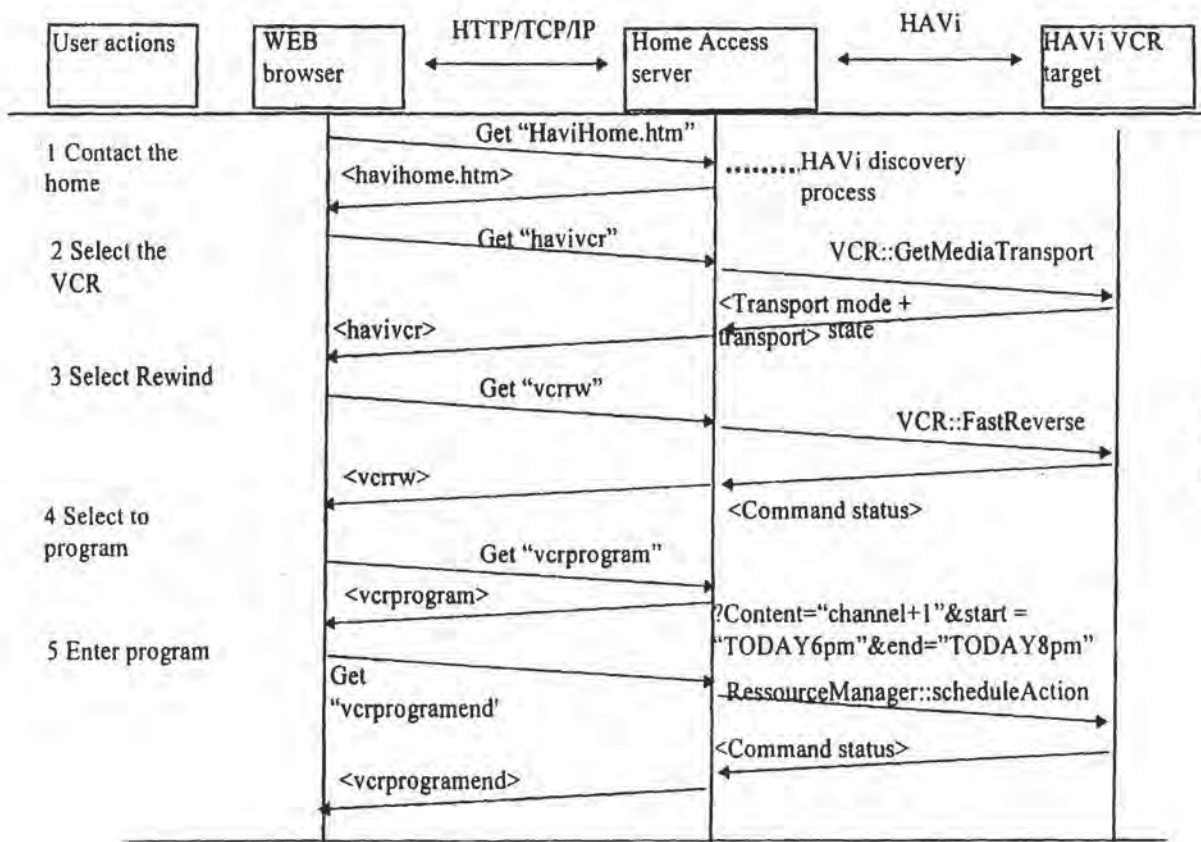 User actions
WEB
browser
HTTP/TCP/IP
Home Access
server
HAVi
HAVi VCR
target
Get “HaviHome.htm”
1 Contact the
home
<havihome.htm>
HAVi discovery
process
2 Select the
VCR
Get “havivcr”
VCR::GetMediaTransport
<Transport mode +
transport> state
<havivcr>
3 Select Rewind
Get “vcrrw”
VCR::FastReverse
<vcrrw>
<Command status>
4 Select to
program
Get “vcrprogram”
<vcrprogram>
?Content=“channel+1”&start =
“TODAY6pm”&end=”TODAY8pm”
5 Enter program
Get
“vcrprogramend'
RessourceManager::scheduleAction
<Command status>
<vcrprogramend>